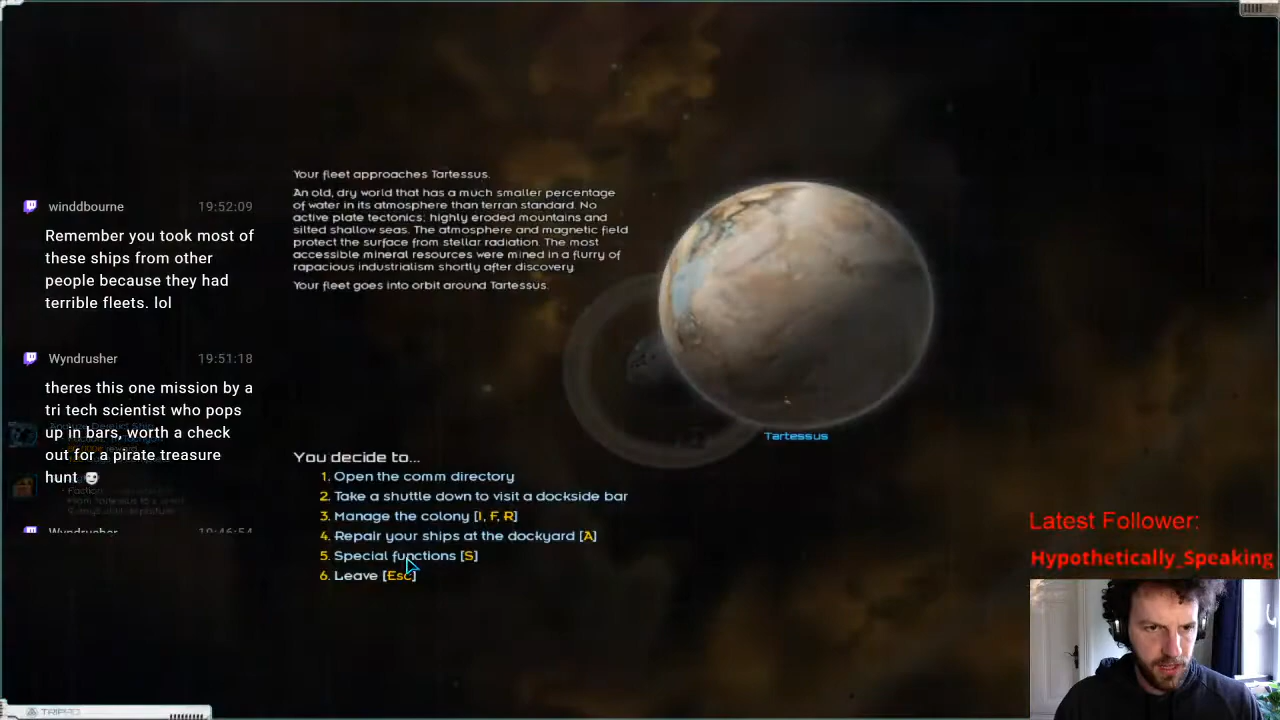 winddbourne 19:52:09
Remember you took most of
these ships from other
people because they had
terrible fleets. lol
Wyndrusher 19:51:18
theres this one mission by a
tri tech scientist who pops
up in bars, worth a check
out for a pirate treasure
hunt
Wyndrusher 19:46:54
Your fleet approaches Tartessus.
An old, dry world that has a much smaller percentage
of water in its atmosphere than terran standard. No
active plate tectonics; highly eroded mountains and
silted shallow seas. The atmosphere and magnetic field
protect the surface from stellar radiation. The most
accessible mineral resources were mined in a flurry of
rapacious industrialism shortly after discovery.
Your fleet goes into orbit around Tartessus.
Tartessus
You decide to...
1. Open the comm directory
2. Take a shuttle down to visit a dockside bar
3. Manage the colony [I, F, R]
4. Repair your ships at the dockyard [A]
5. Special functions [S]
6. Leave [Esc]
Latest Follower:
Hypothetically_Speaking